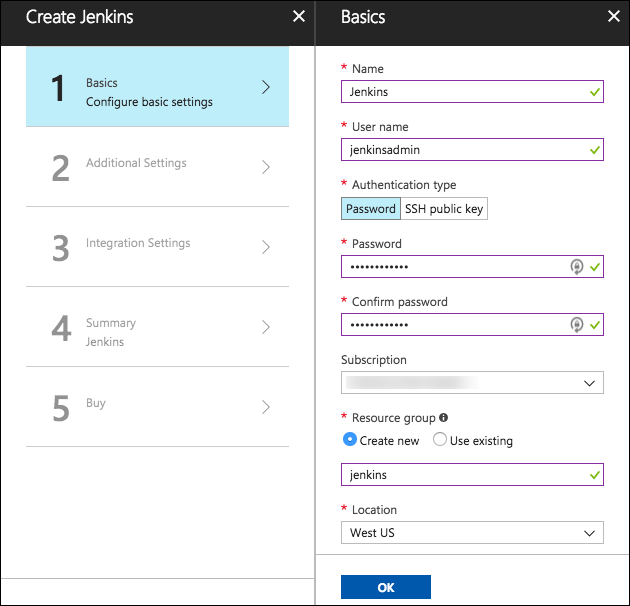 Create Jenkins
1
Basics
Configure basic settings
2
Additional Settings
3
Integration Settings
4
Summary
Jenkins
5
Buy
Basics
* Name
Jenkins
* User name
jenkinsadmin
* Authentication type
Password SSH public key
* Password
••••••••••••
* Confirm password
••••••••••••
Subscription
* Resource group
Create new Use existing
jenkins
* Location
West US
OK